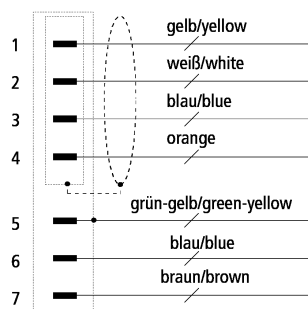 1 gelb/yellow
2 weiß/white
3 blau/blue
4 orange
5 grün-gelb/green-yellow
6 blau/blue
7 braun/brown